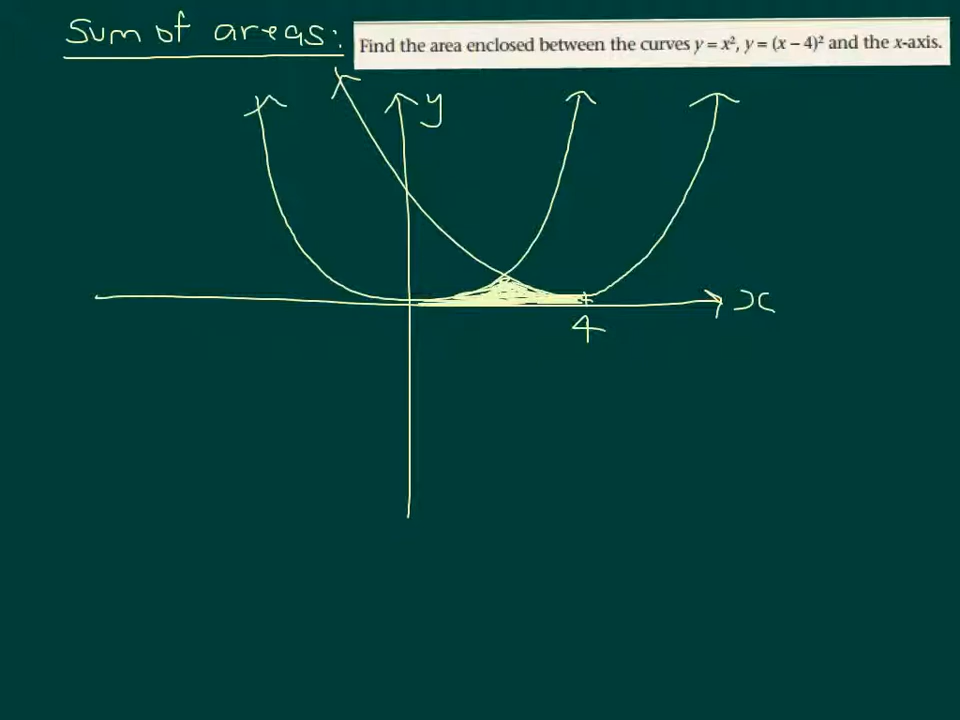 Sum of areas:
Find the area enclosed between the curves y = x², y = (x – 4)² and the x-axis.
y
x
4